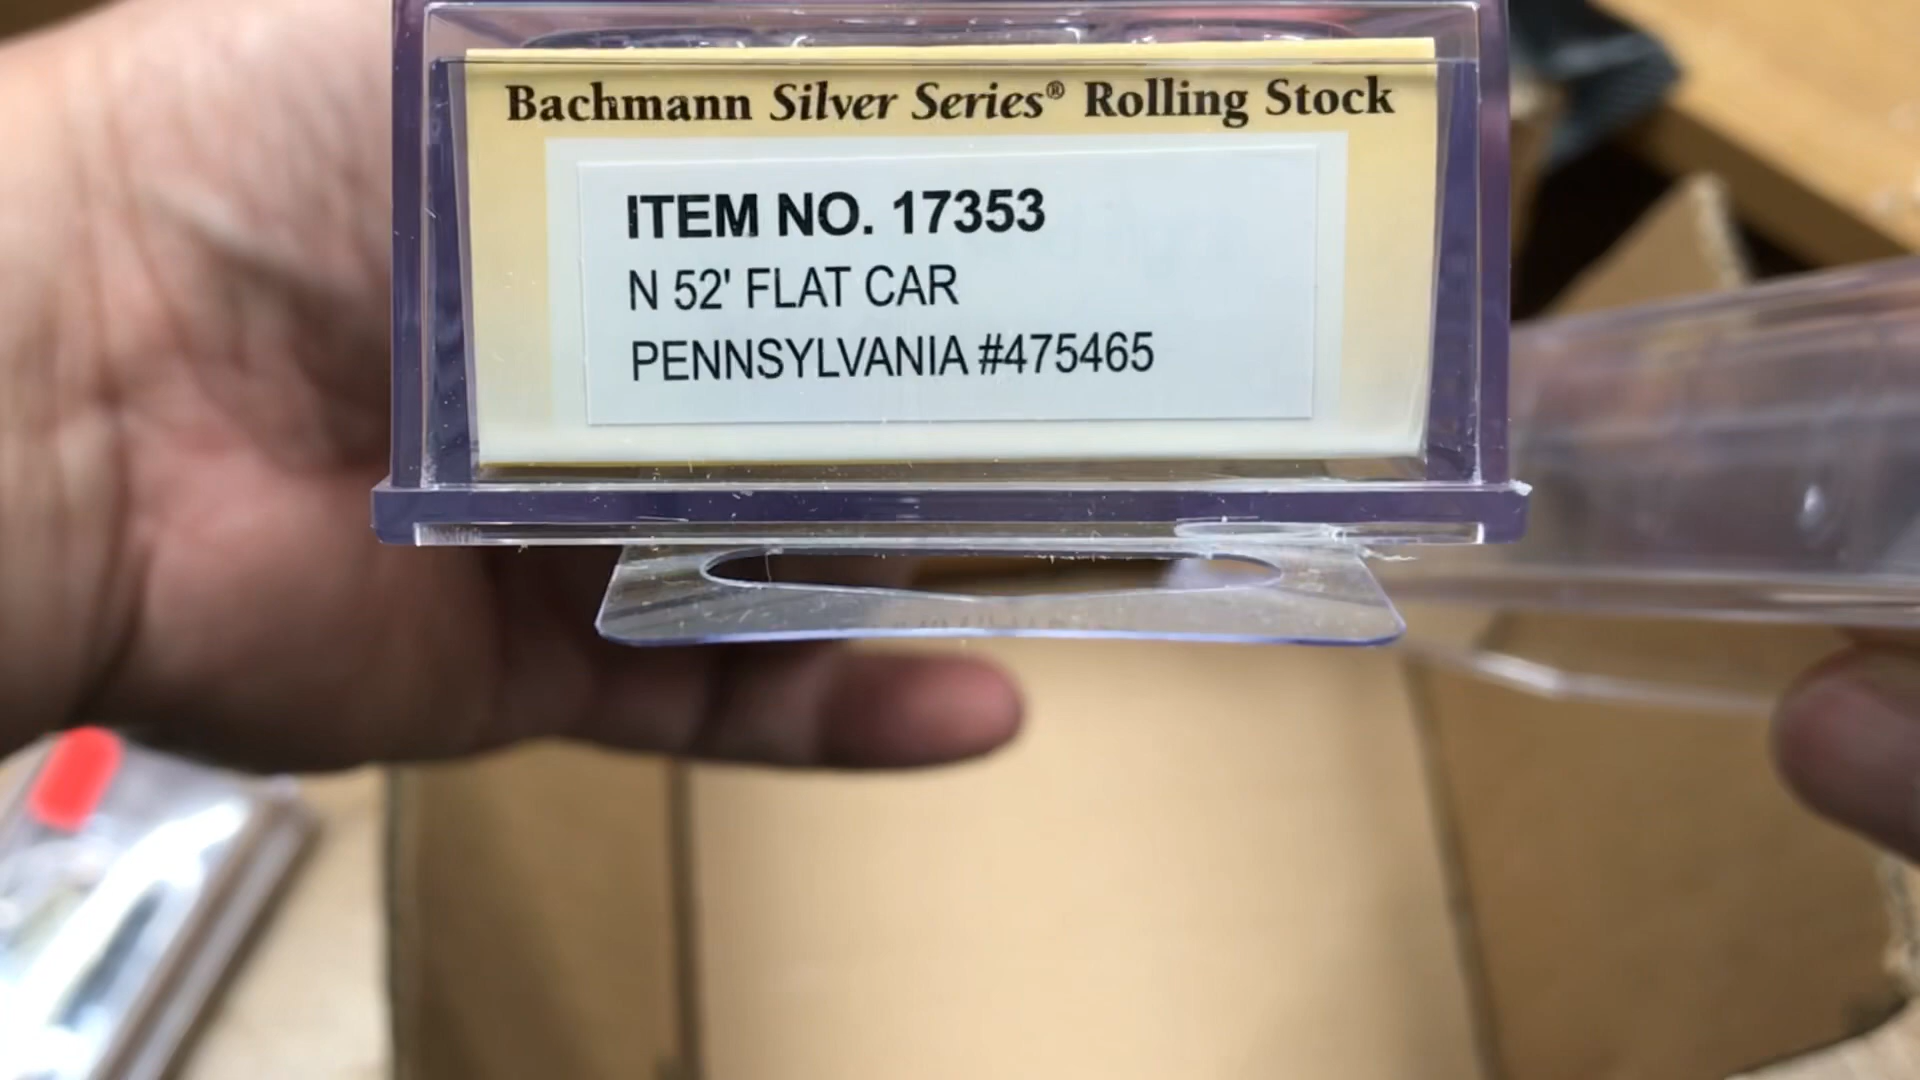 Bachmann Silver Series® Rolling Stock
ITEM NO. 17353
N 52' FLAT CAR
PENNSYLVANIA #475465